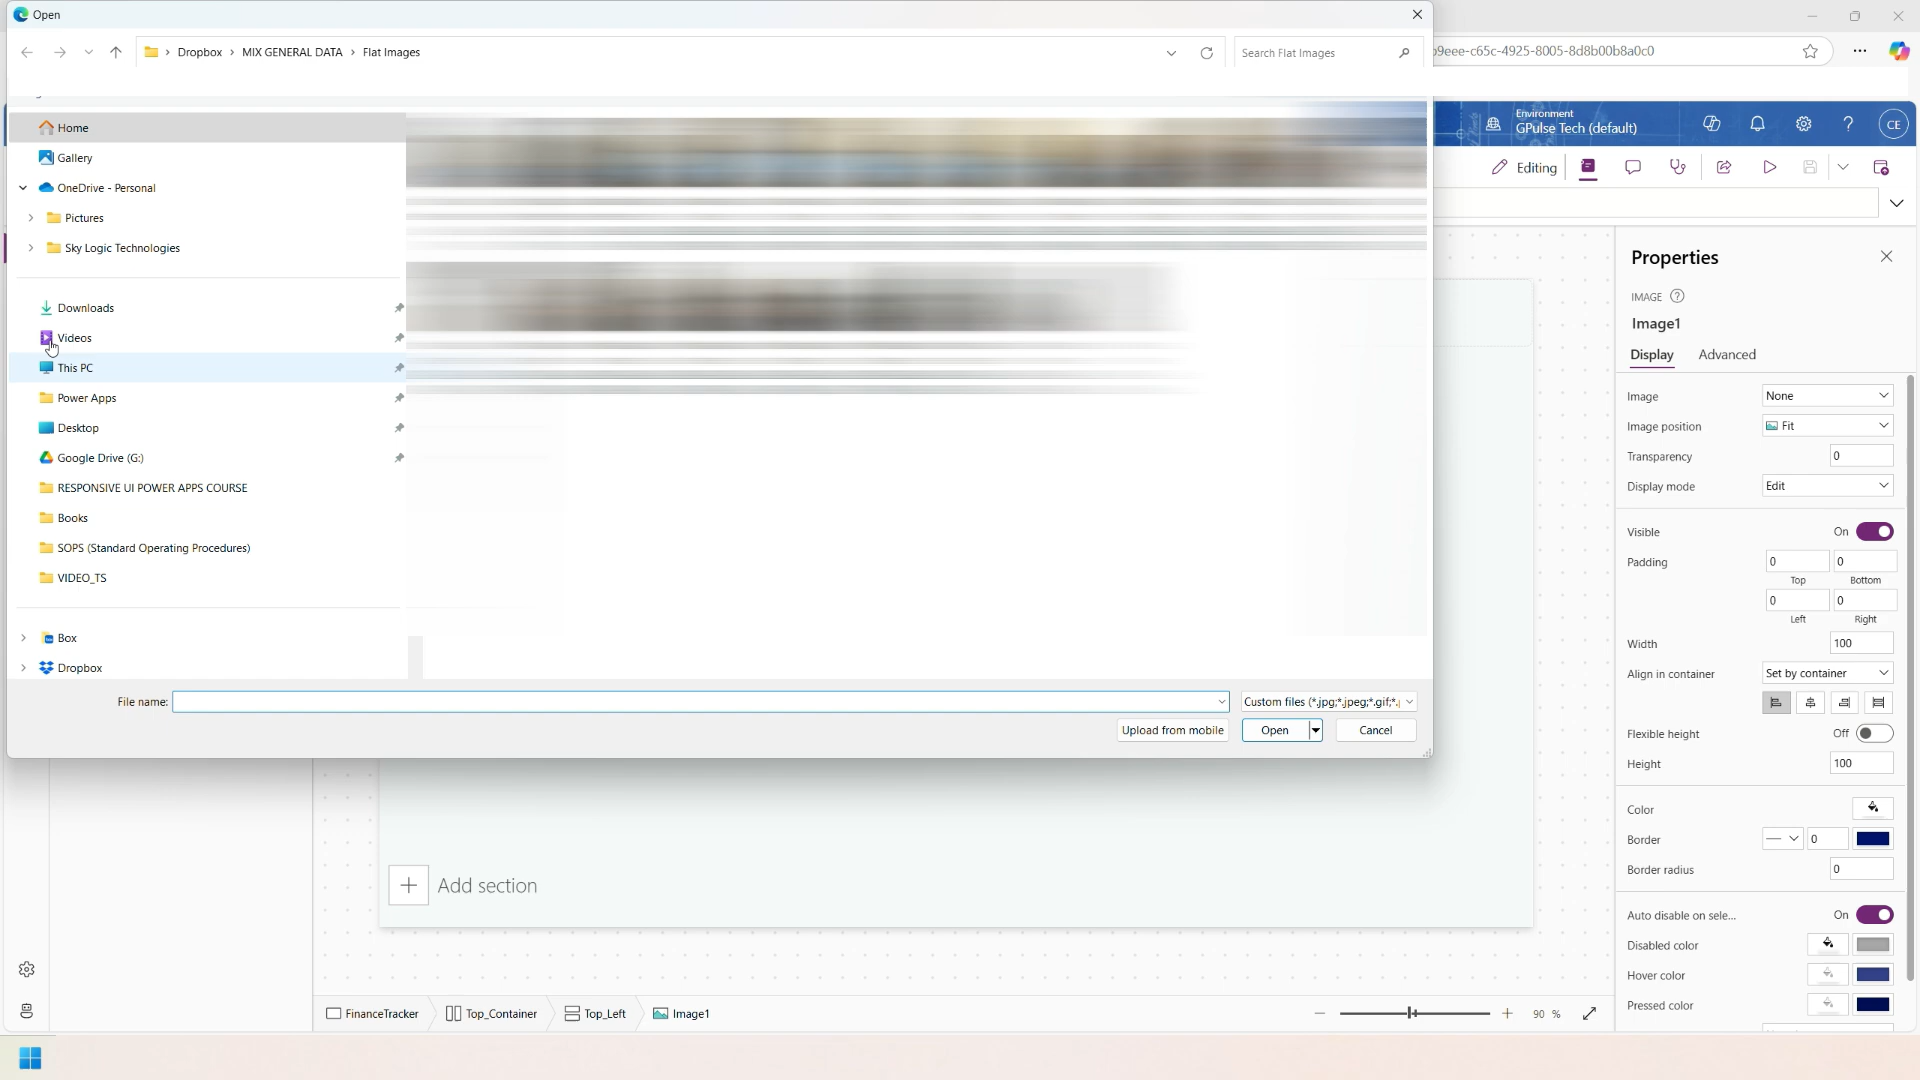 Open
Dropbox > MIX GENERAL DATA > Flat Images
Search Flat Images
9eee-c65c-4925-8005-8d8b00b8a0c0
Home
Gallery
OneDrive - Personal
Pictures
Sky Logic Technologies
Downloads
Videos
This PC
Power Apps
Desktop
Google Drive (G:)
RESPONSIVE UI POWER APPS COURSE
Books
SOPS (Standard Operating Procedures)
VIDEO_TS
Box
Dropbox
File name:
Custom files (*.jpg;*.jpeg;*.gif;*.
Upload from mobile
Open
Cancel
Environment
GPulse Tech (default)
CE
Editing
Properties
IMAGE
Image1
Display Advanced
Image None
Image position Fit
Transparency 0
Display mode Edit
Visible On
Padding 0 0
Top Bottom
0 0
Left Right
Width 100
Align in container Set by container
Flexible height Off
Height 100
Color
Border 0
Border radius 0
Auto disable on sele... On
Disabled color
Hover color
Pressed color
Add section
FinanceTracker
Top_Container
Top_Left
Image1
90 %